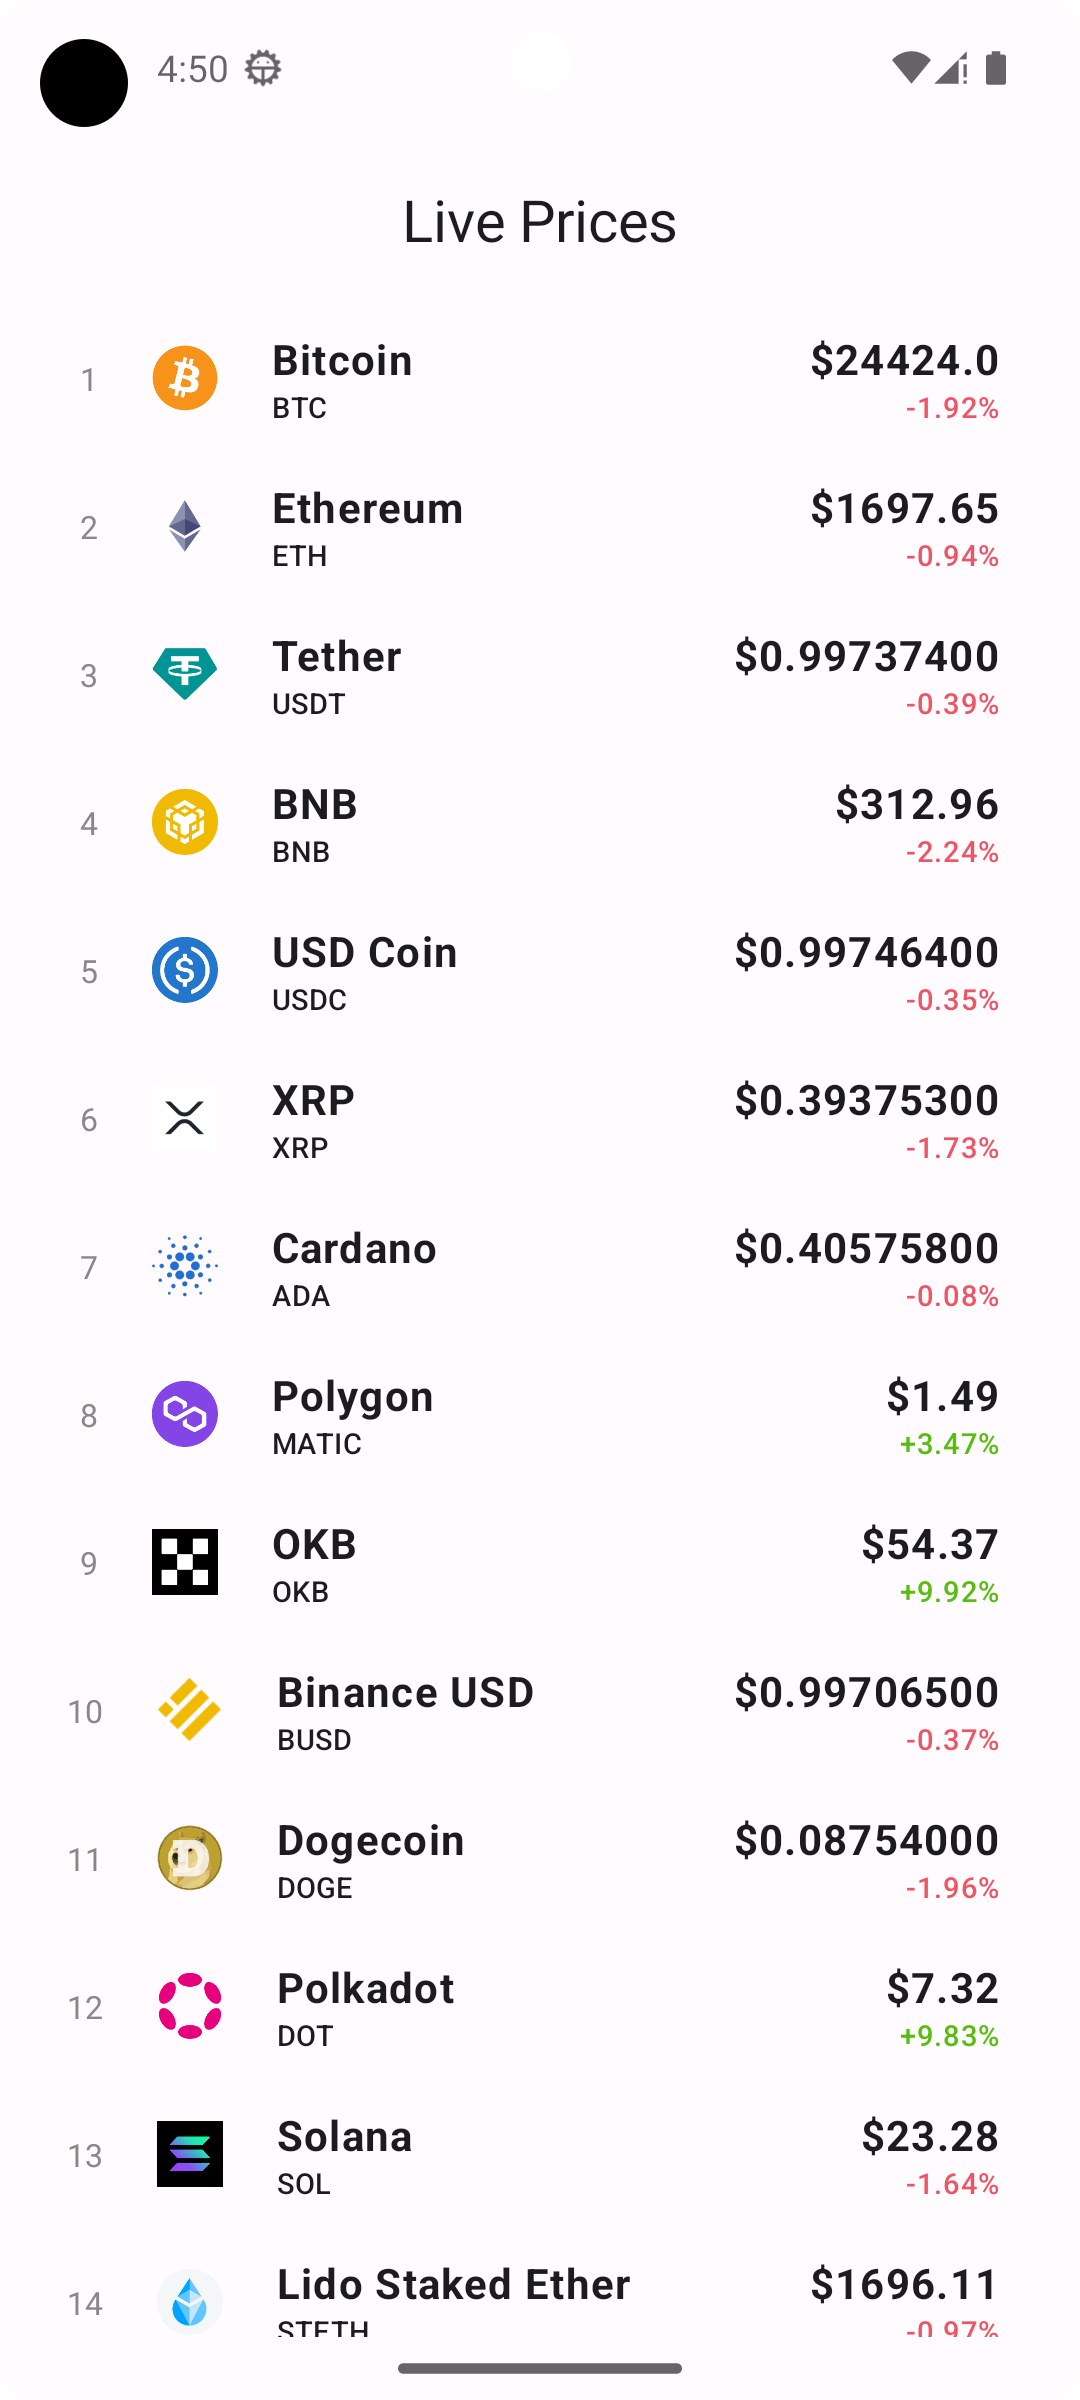 4:50
Live Prices
1
Bitcoin
$24424.0
BTC
-1.92%
2
Ethereum
$1697.65
ETH
-0.94%
3
Tether
$0.99737400
USDT
-0.39%
4
BNB
$312.96
BNB
-2.24%
5
USD Coin
$0.99746400
USDC
-0.35%
6
XRP
$0.39375300
XRP
-1.73%
7
Cardano
$0.40575800
ADA
-0.08%
8
Polygon
$1.49
MATIC
+3.47%
9
OKB
$54.37
OKB
+9.92%
10
Binance USD
$0.99706500
BUSD
-0.37%
11
Dogecoin
$0.08754000
DOGE
-1.96%
12
Polkadot
$7.32
DOT
+9.83%
13
Solana
$23.28
SOL
-1.64%
14
Lido Staked Ether
$1696.11
STETH
-0.97%